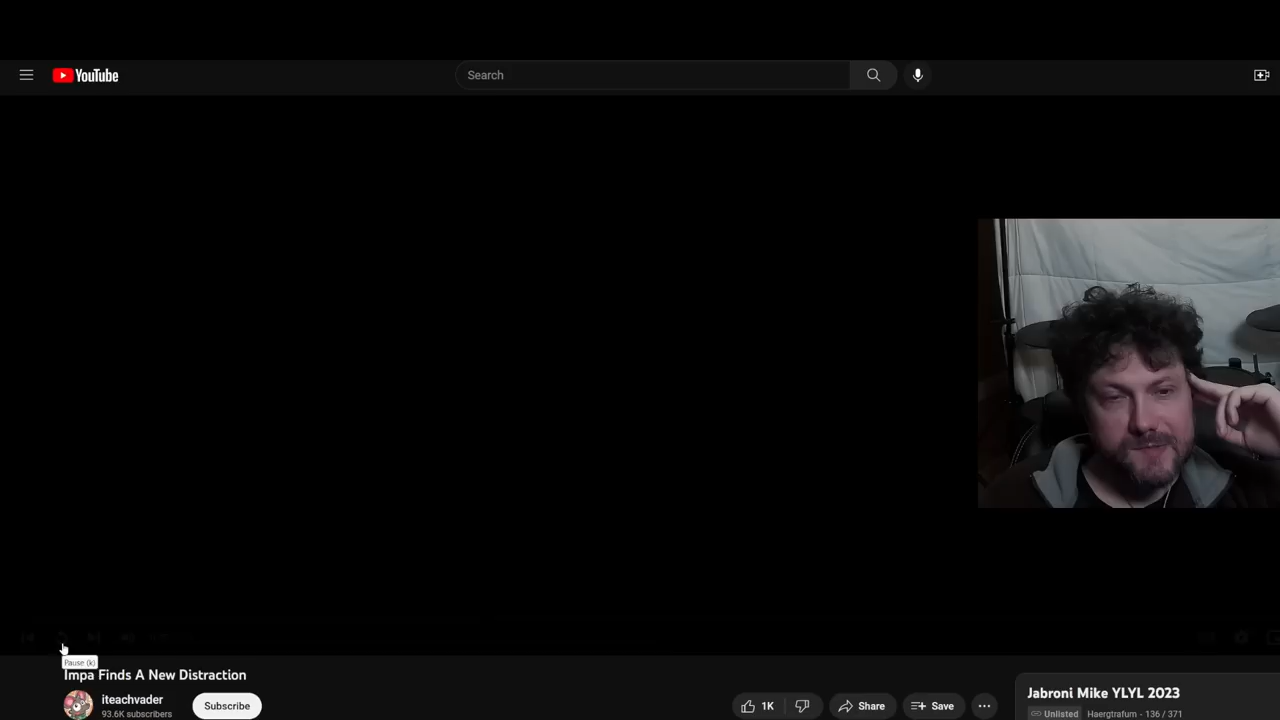 YouTube
Search
Pause (k)
Impa Finds A New Distraction
iteachvader
93.6K subscribers
Subscribe
1K
Share
Save
Jabroni Mike YLYL 2023
Unlisted
Haergtrafum - 136 / 371